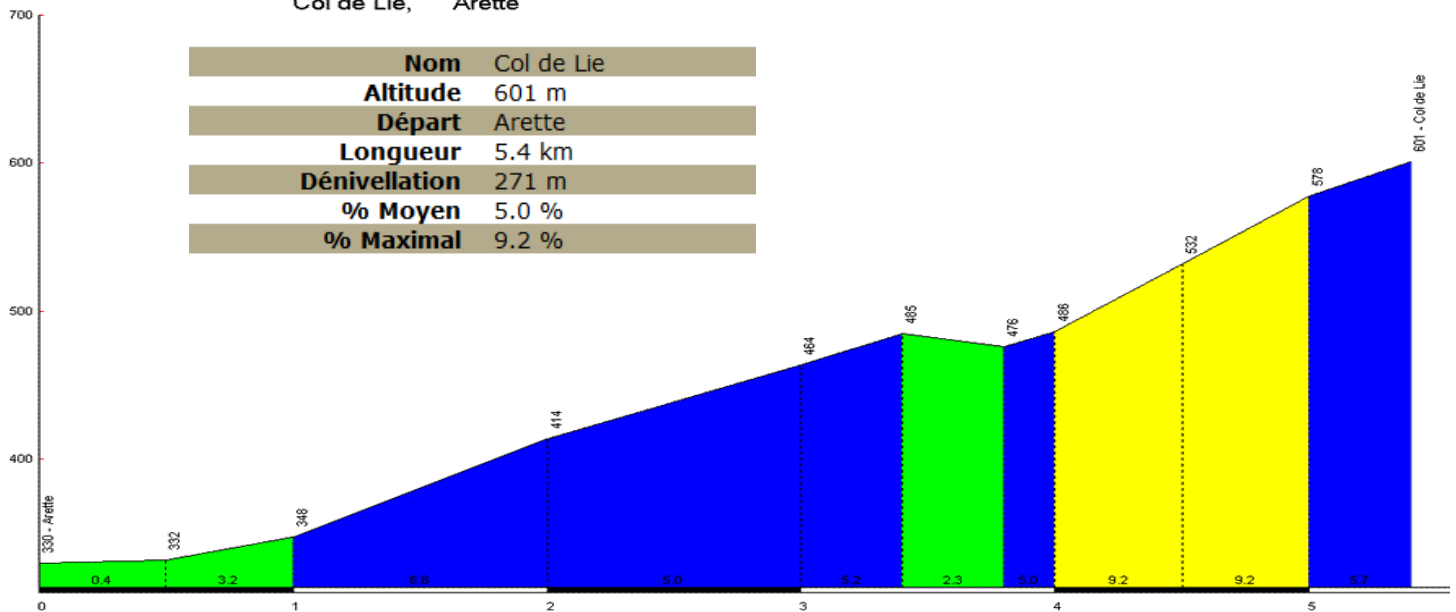 Col de Lie, Arette
700
600
500
400
Nom Col de Lie
Altitude 601 m
Départ Arette
Longueur 5.4 km
Dénivellation 271 m
% Moyen 5.0 %
% Maximal 9.2 %
330 - Arette
332
348
414
464
485
476
486
532
578
601 - Col de Lie
0.4 3.2 6.6 5.0 5.2 2.3 5.0 9.2 9.2 5.7
0 1 2 3 4 5